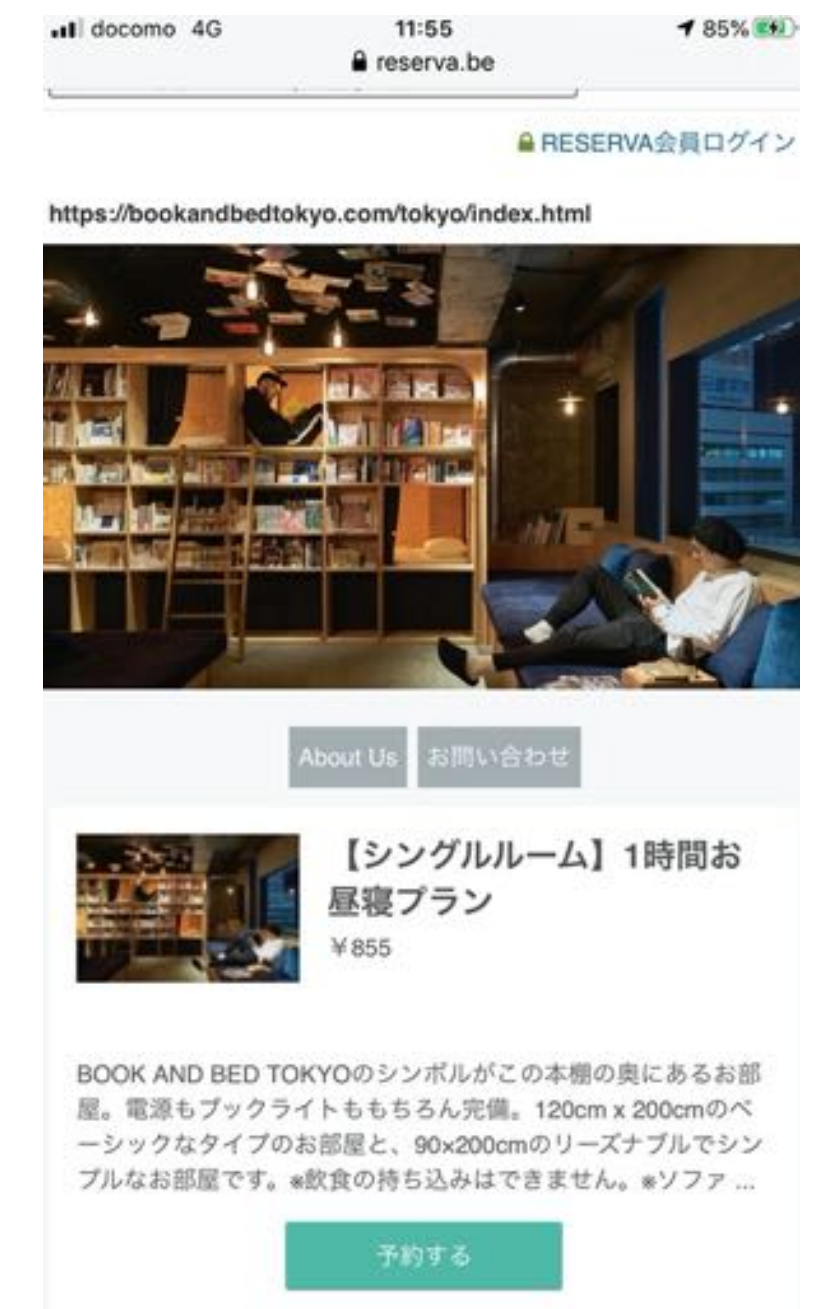 docomo 4G 11:55 85%
reserva.be
RESERVA会員ログイン
https://bookandbedtokyo.com/tokyo/index.html
About Us お問い合わせ
【シングルルーム】1時間お
昼寝プラン
￥855
BOOK AND BED TOKYOのシンボルがこの本棚の奥にあるお部
屋。電源もブックライトももちろん完備。120cm x 200cmのベ
ーシックなタイプのお部屋と、90×200cmのリーズナブルでシン
プルなお部屋です。※飲食の持ち込みはできません。※ソファ ...
予約する